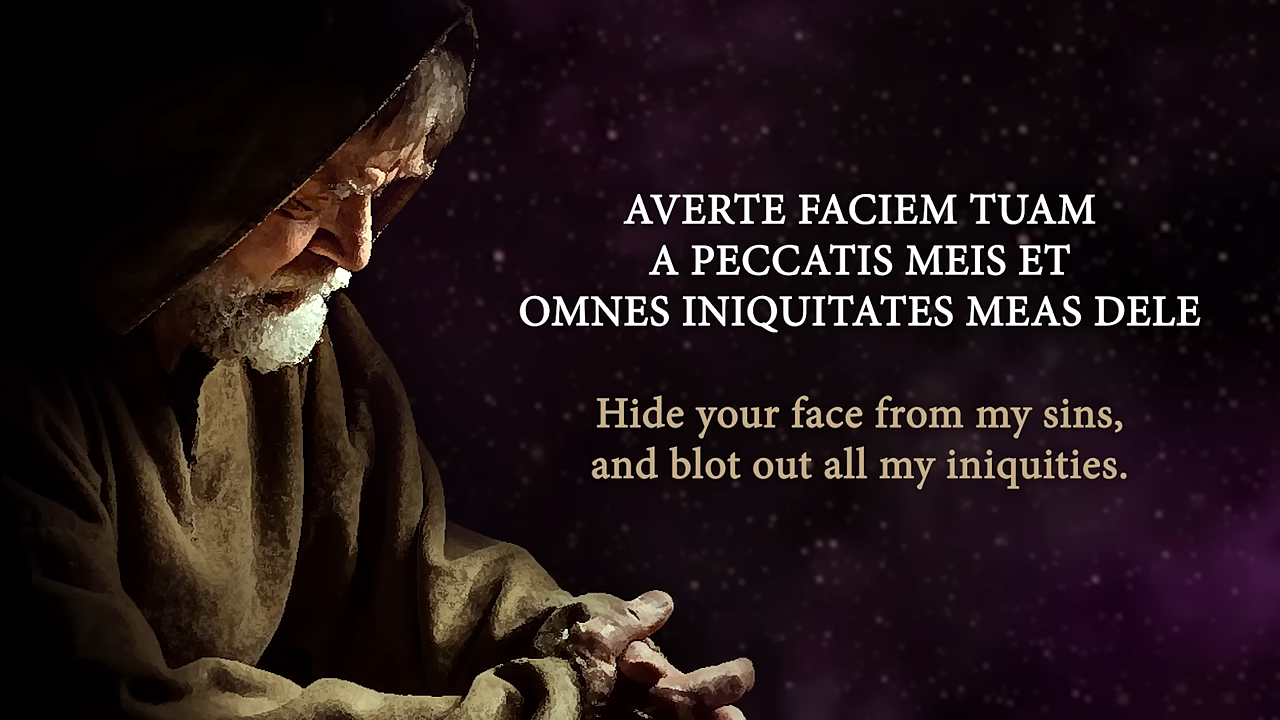 AVERTE FACIEM TUAM
A PECCATIS MEIS ET
OMNES INIQUITATES MEAS DELE
Hide your face from my sins,
and blot out all my iniquities.